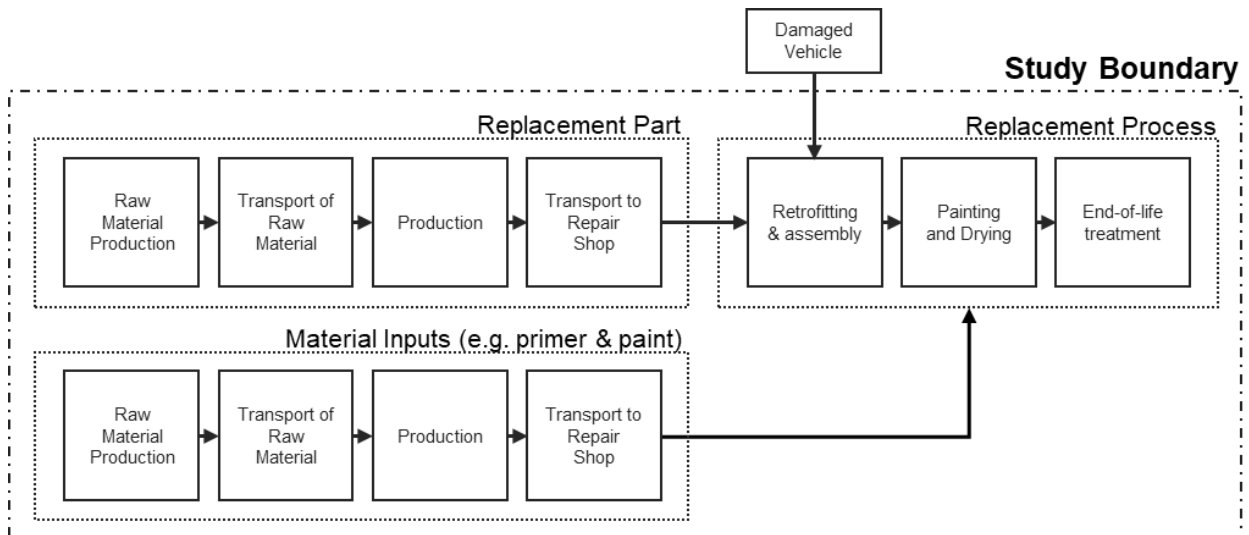 Damaged
Vehicle
Study Boundary
Replacement Part
Raw
Material
Production
Transport of
Raw
Material
Production
Transport to
Repair
Shop
Replacement Process
Retrofitting
& assembly
Painting
and Drying
End-of-life
treatment
Material Inputs (e.g. primer & paint)
Raw
Material
Production
Transport of
Raw
Material
Production
Transport to
Repair
Shop